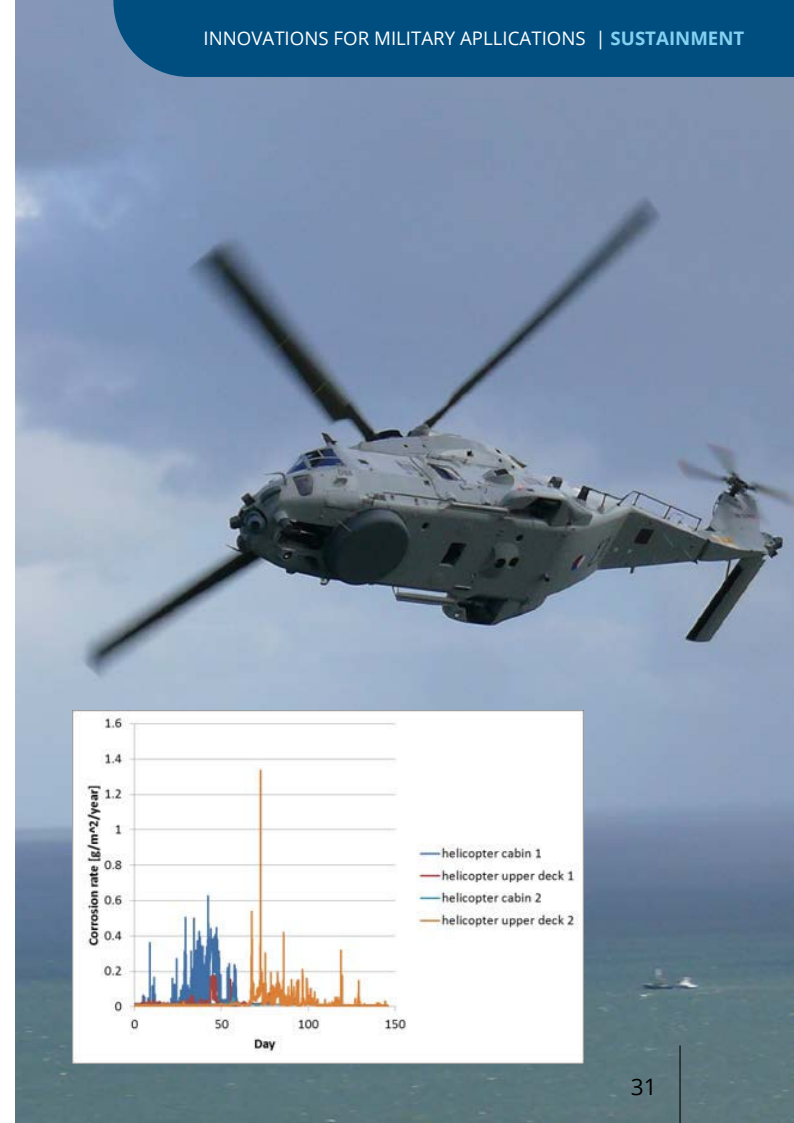 INNOVATIONS FOR MILITARY APLLICATIONS | SUSTAINMENT
1.6
1.4
1.2
1
0.8
0.6
0.4
0.2
0
Corrosion rate [g/m^2/year]
0 50 100 150
Day
helicopter cabin 1
helicopter upper deck 1
helicopter cabin 2
helicopter upper deck 2
31